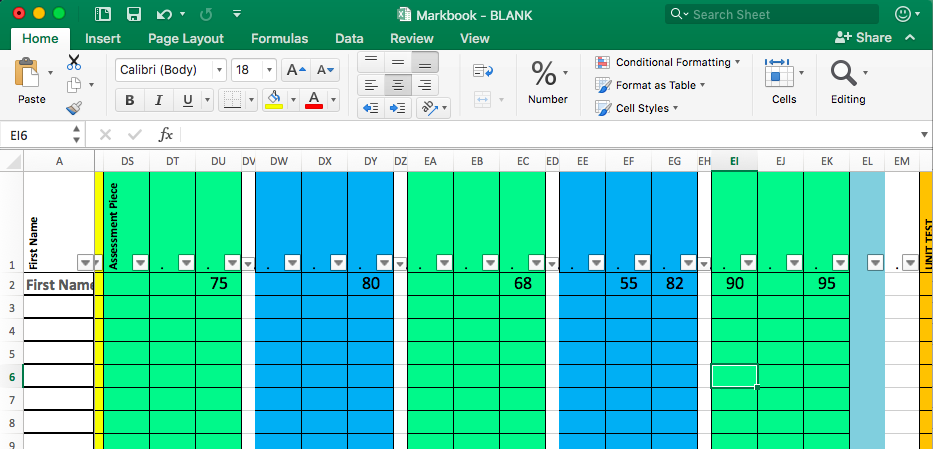 Markbook - BLANK
Search Sheet
Home Insert Page Layout Formulas Data Review View
Share
Paste
Calibri (Body) 18 A A
B I U A
%
Number
Conditional Formatting
Format as Table
Cell Styles
Cells
Editing
EI6 fx
A DS DT DU DV DW DX DY DZ EA EB EC ED EE EF EG EH EI EJ EK EL EM
1 First Name Assessment Piece . . . . . . . . . . . . . UNIT TEST
2 First Name 75 80 68 55 82 90 95
3
4
5
6
7
8
9